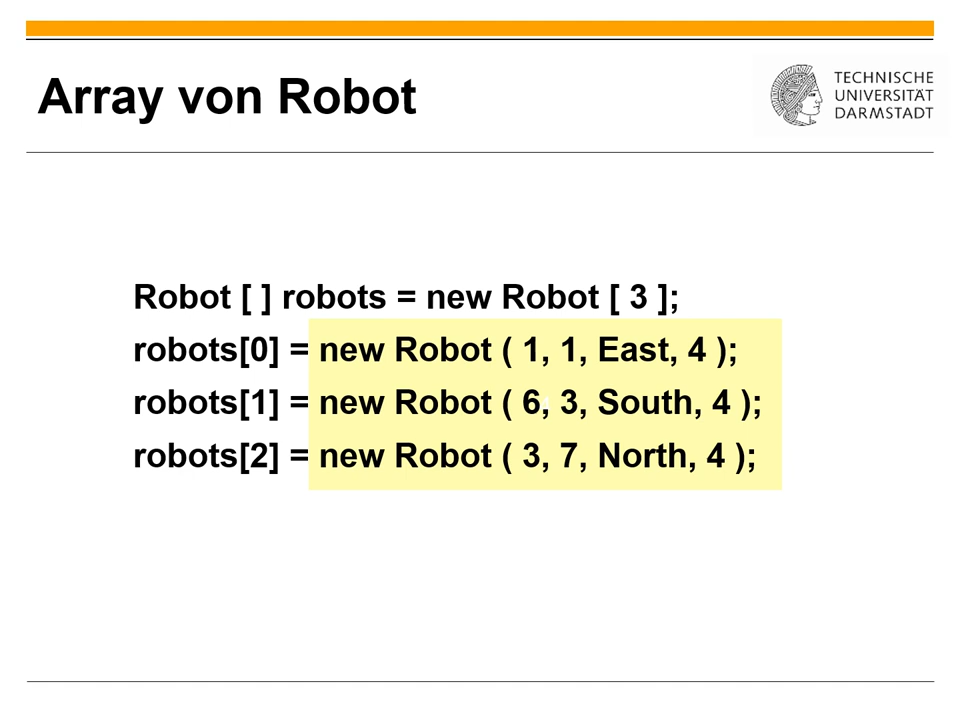 Array von Robot
TECHNISCHE
UNIVERSITÄT
DARMSTADT
Robot [ ] robots = new Robot [ 3 ];
robots[0] = new Robot ( 1, 1, East, 4 );
robots[1] = new Robot ( 6, 3, South, 4 );
robots[2] = new Robot ( 3, 7, North, 4 );